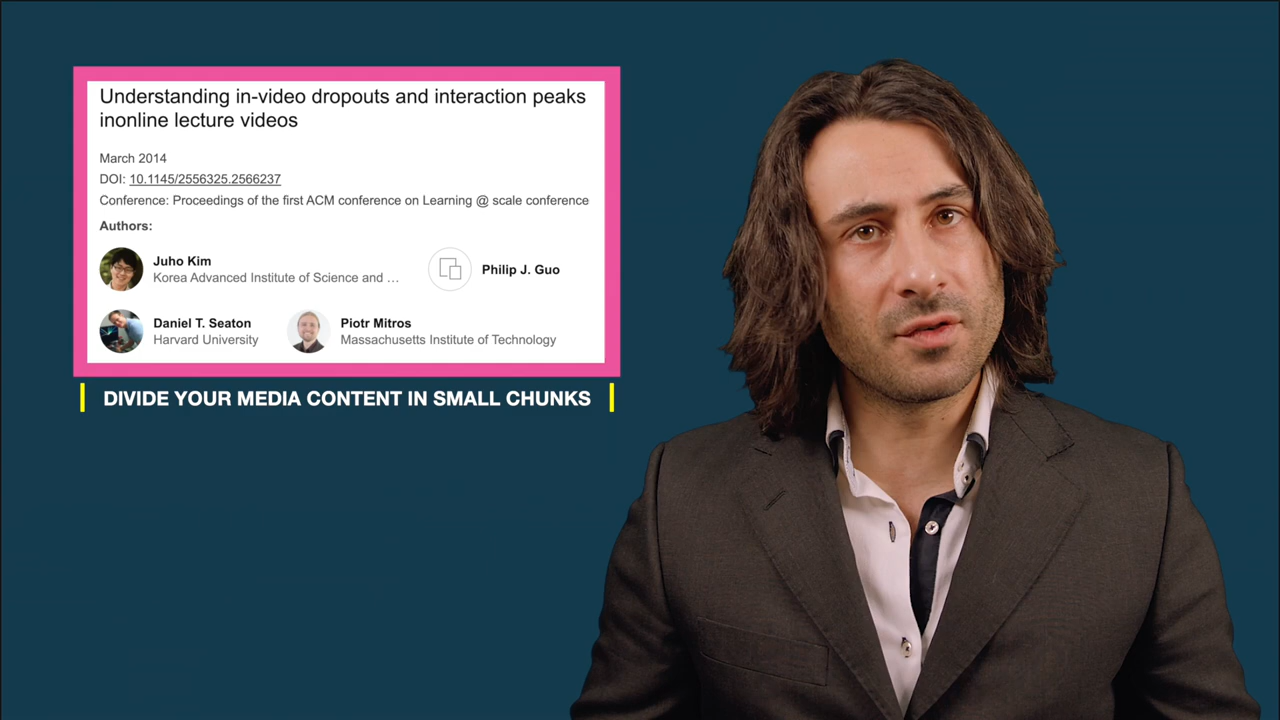 Understanding in-video dropouts and interaction peaks
inonline lecture videos
March 2014
DOI: 10.1145/2556325.2566237
Conference: Proceedings of the first ACM conference on Learning @ scale conference
Authors:
Juho Kim
Korea Advanced Institute of Science and …
Philip J. Guo
Daniel T. Seaton
Harvard University
Piotr Mitros
Massachusetts Institute of Technology
DIVIDE YOUR MEDIA CONTENT IN SMALL CHUNKS